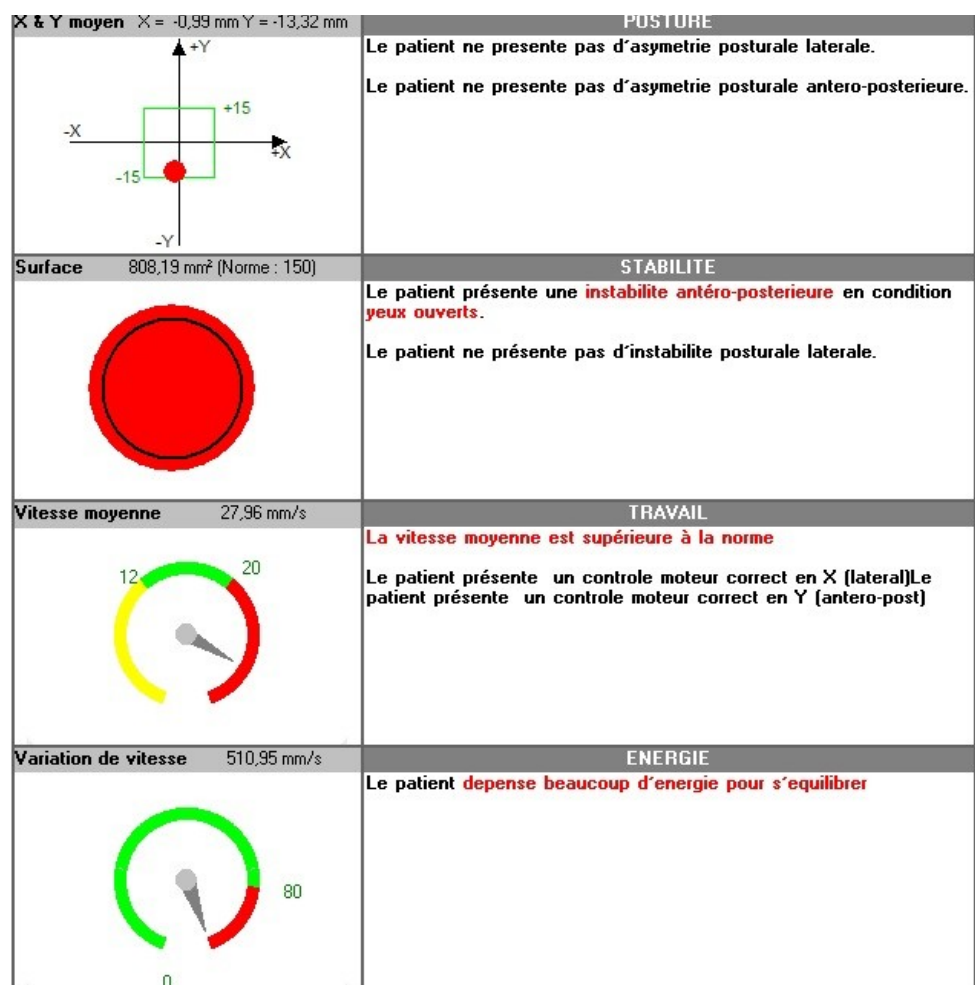 X & Y moyen X = -0,99 mm Y = -13,32 mm
POSTURE
+Y
+15
-X
+X
-15
-Y
Le patient ne presente pas d´asymetrie posturale laterale.
Le patient ne presente pas d´asymetrie posturale antero-posterieure.
Surface 808,19 mm² (Norme : 150)
STABILITE
Le patient présente une instabilite antéro-posterieure en condition
yeux ouverts.
Le patient ne présente pas d´instabilite posturale laterale.
Vitesse moyenne 27,96 mm/s
TRAVAIL
12
20
La vitesse moyenne est supérieure à la norme
Le patient présente un controle moteur correct en X (lateral)Le
patient présente un controle moteur correct en Y (antero-post)
Variation de vitesse 510,95 mm/s
ENERGIE
80
0
Le patient depense beaucoup d´energie pour s´equilibrer